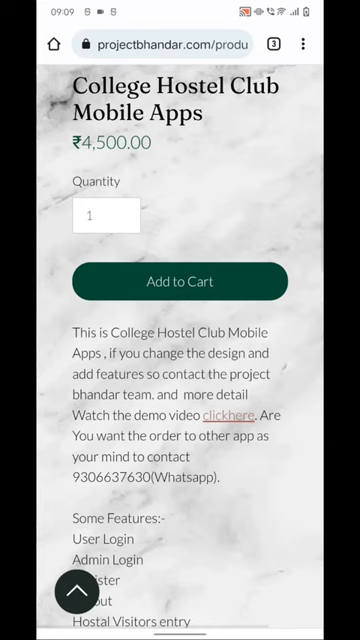 09:09
projectbhandar.com/produ
3
College Hostel Club
Mobile Apps
₹4,500.00
Quantity
1
Add to Cart
This is College Hostel Club Mobile
Apps , if you change the design and
add features so contact the project
bhandar team. and more detail
Watch the demo video clickhere. Are
You want the order to other app as
your mind to contact
9306637630(Whatsapp).
Some Features:-
User Login
Admin Login
Hostal Visitors entry